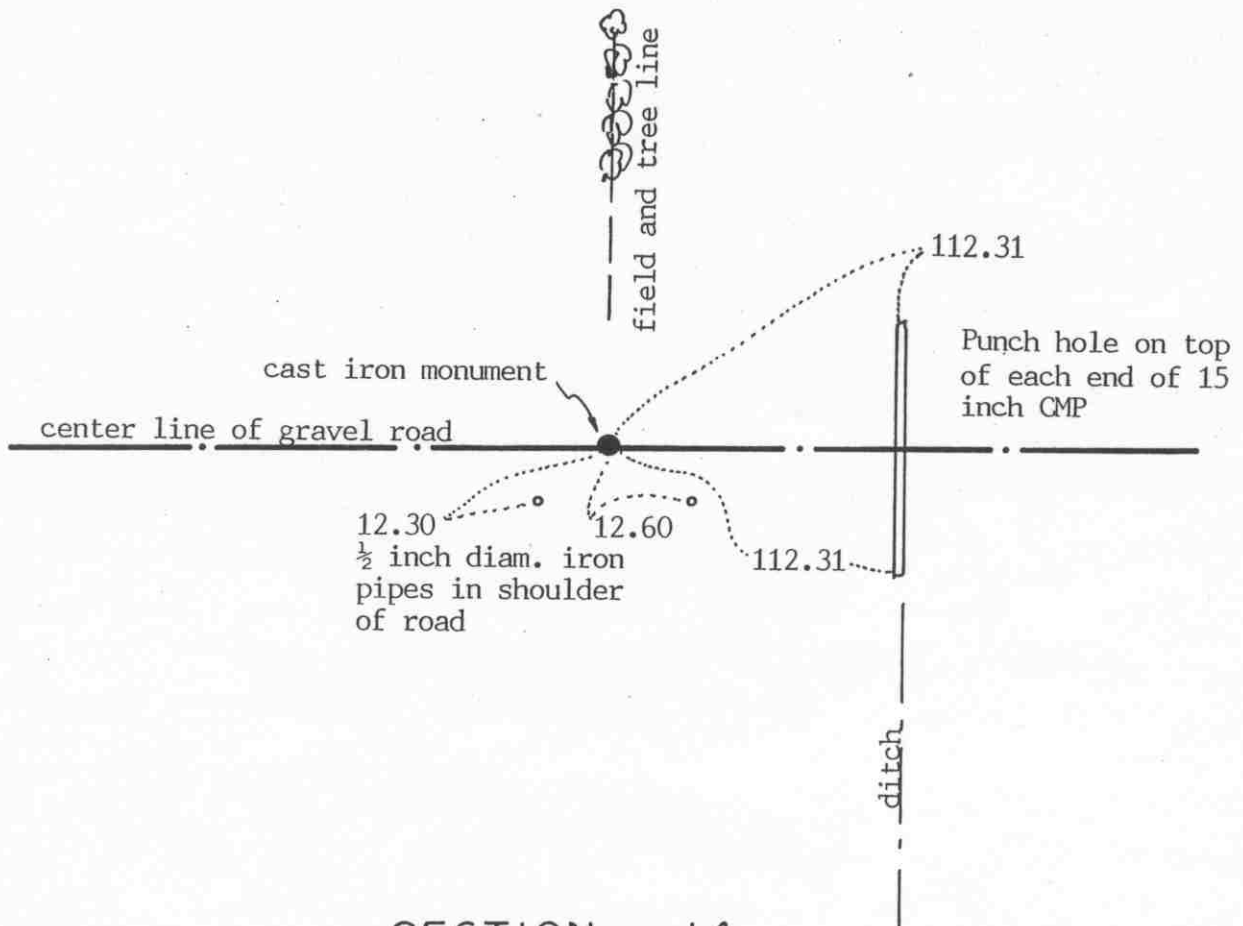 field and tree line
112.31
Punch hole on top
of each end of 15
inch CMP
cast iron monument
center line of gravel road
12.30
12.60
½ inch diam. iron
pipes in shoulder
of road
112.31
ditch
SECTION